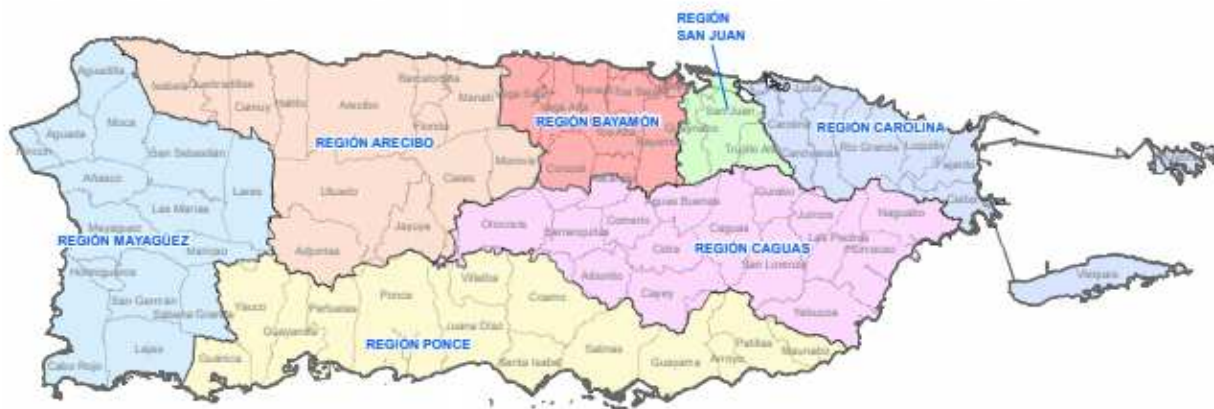 REGIÓN
SAN JUAN
Aguadilla
Isabela
Quebradillas
Camuy
Hatillo
Arecibo
Barceloneta
Manatí
Florida
Vega Alta
REGIÓN BAYAMÓN
Toa Alta
Bayamón
Corozal
San Juan
Guaynabo
Trujillo Alto
Carolina
Canóvanas
REGIÓN CAROLINA
Río Grande
Luquillo
Fajardo
Ceiba
Moca
Aguada
San Sebastián
REGIÓN ARECIBO
Morovis
Ciales
Añasco
Lares
Utuado
Las Marías
Mayagüez
REGIÓN MAYAGÜEZ
Maricao
Adjuntas
Jayuya
Orocovis
Barranquitas
Comerío
Aguas Buenas
Gurabo
Caguas
Juncos
Naguabo
Las Piedras
Humacao
Cidra
REGIÓN CAGUAS
San Lorenzo
Aibonito
Cayey
Yabucoa
Vieques
Hormigueros
San Germán
Sabana Grande
Lajas
Cabo Rojo
Yauco
Guayanilla
Peñuelas
Ponce
Villalba
Coamo
Juana Díaz
Guánica
REGIÓN PONCE
Santa Isabel
Salinas
Guayama
Arroyo
Patillas
Maunabo